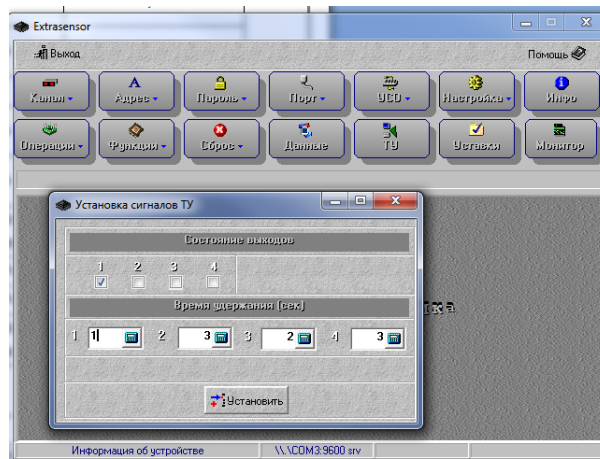 Extrasensor
Выход Помощь
Канал Адрес Пароль Порт УСО Настройка Инфо
Операции Функции Сброс Данные ТУ Уставки Монитор
Установка сигналов ТУ
Состояние выходов
1 2 3 4
Время удержания (сек)
1 1 2 3 3 2 4 3
Установить
Информация об устройстве \\.\COM3:9600 srv